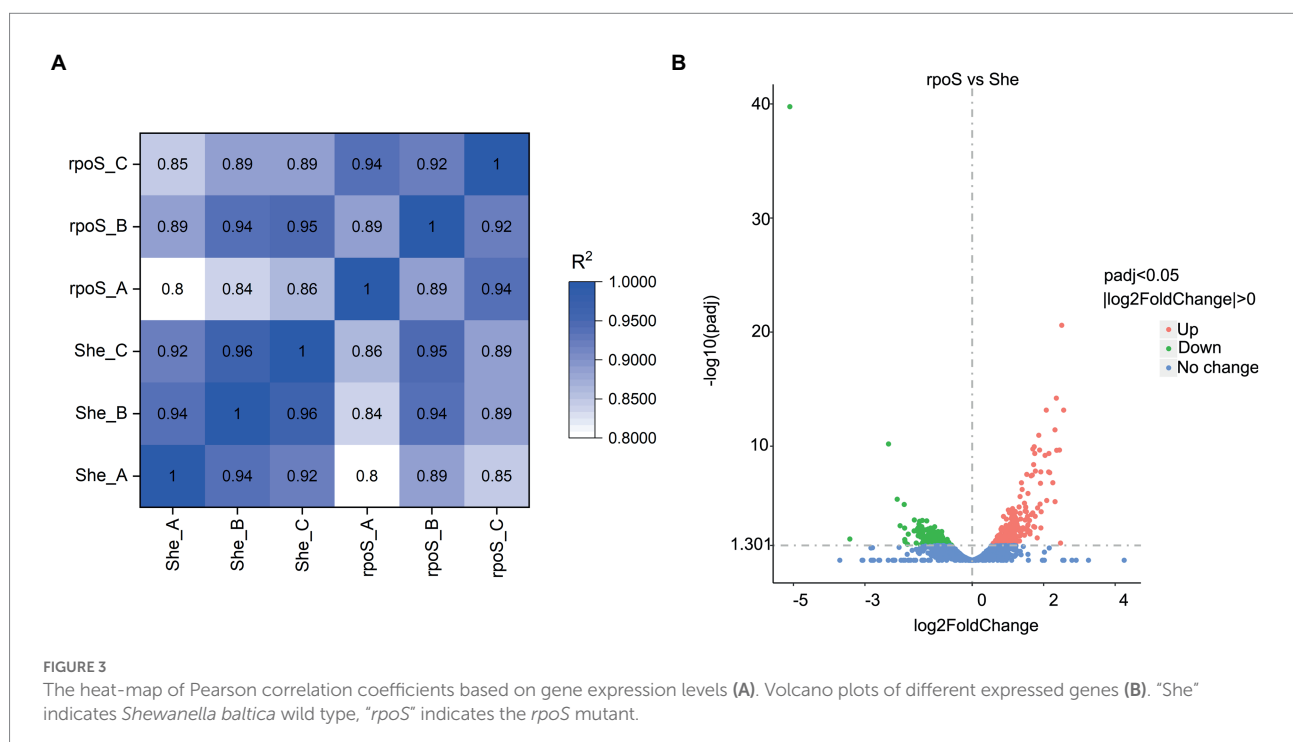 A
rpoS_C 0.85 0.89 0.89 0.94 0.92 1
rpoS_B 0.89 0.94 0.95 0.89 1 0.92
rpoS_A 0.8 0.84 0.86 1 0.89 0.94
She_C 0.92 0.96 1 0.86 0.95 0.89
She_B 0.94 1 0.96 0.84 0.94 0.89
She_A 1 0.94 0.92 0.8 0.89 0.85
She_A She_B She_C rpoS_A rpoS_B rpoS_C
R²
1.0000
0.9500
0.9000
0.8500
0.8000
B
rpoS vs She
40
30
20
10
1.301
-log10(padj)
-5 -3 0 2 4
log2FoldChange
padj<0.05
|log2FoldChange|>0
Up
Down
No change
FIGURE 3
The heat-map of Pearson correlation coefficients based on gene expression levels (A). Volcano plots of different expressed genes (B). “She”
indicates Shewanella baltica wild type, “rpoS” indicates the rpoS mutant.